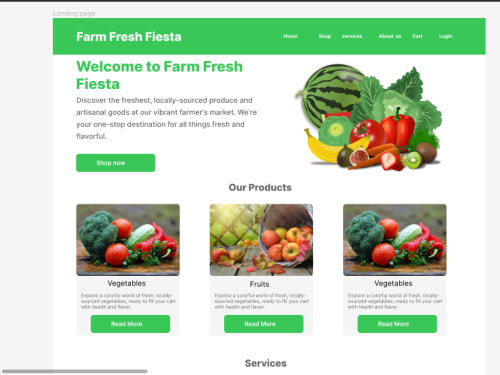 Landing page
Farm Fresh Fiesta
Home Shop services About us Cart Login
Welcome to Farm Fresh
Fiesta
Discover the freshest, locally-sourced produce and
artisanal goods at our vibrant farmer's market. We're
your one-stop destination for all things fresh and
flavorful.
Shop now
Our Products
Vegetables
Explore a colorful world of fresh, locally-
sourced vegetables, ready to fill your cart
with health and flavor.
Read More
Fruits
Explore a colorful world of fresh, locally-
sourced vegetables, ready to fill your cart
with health and flavor.
Read More
Vegetables
Explore a colorful world of fresh, locally-
sourced vegetables, ready to fill your cart
with health and flavor.
Read More
Services